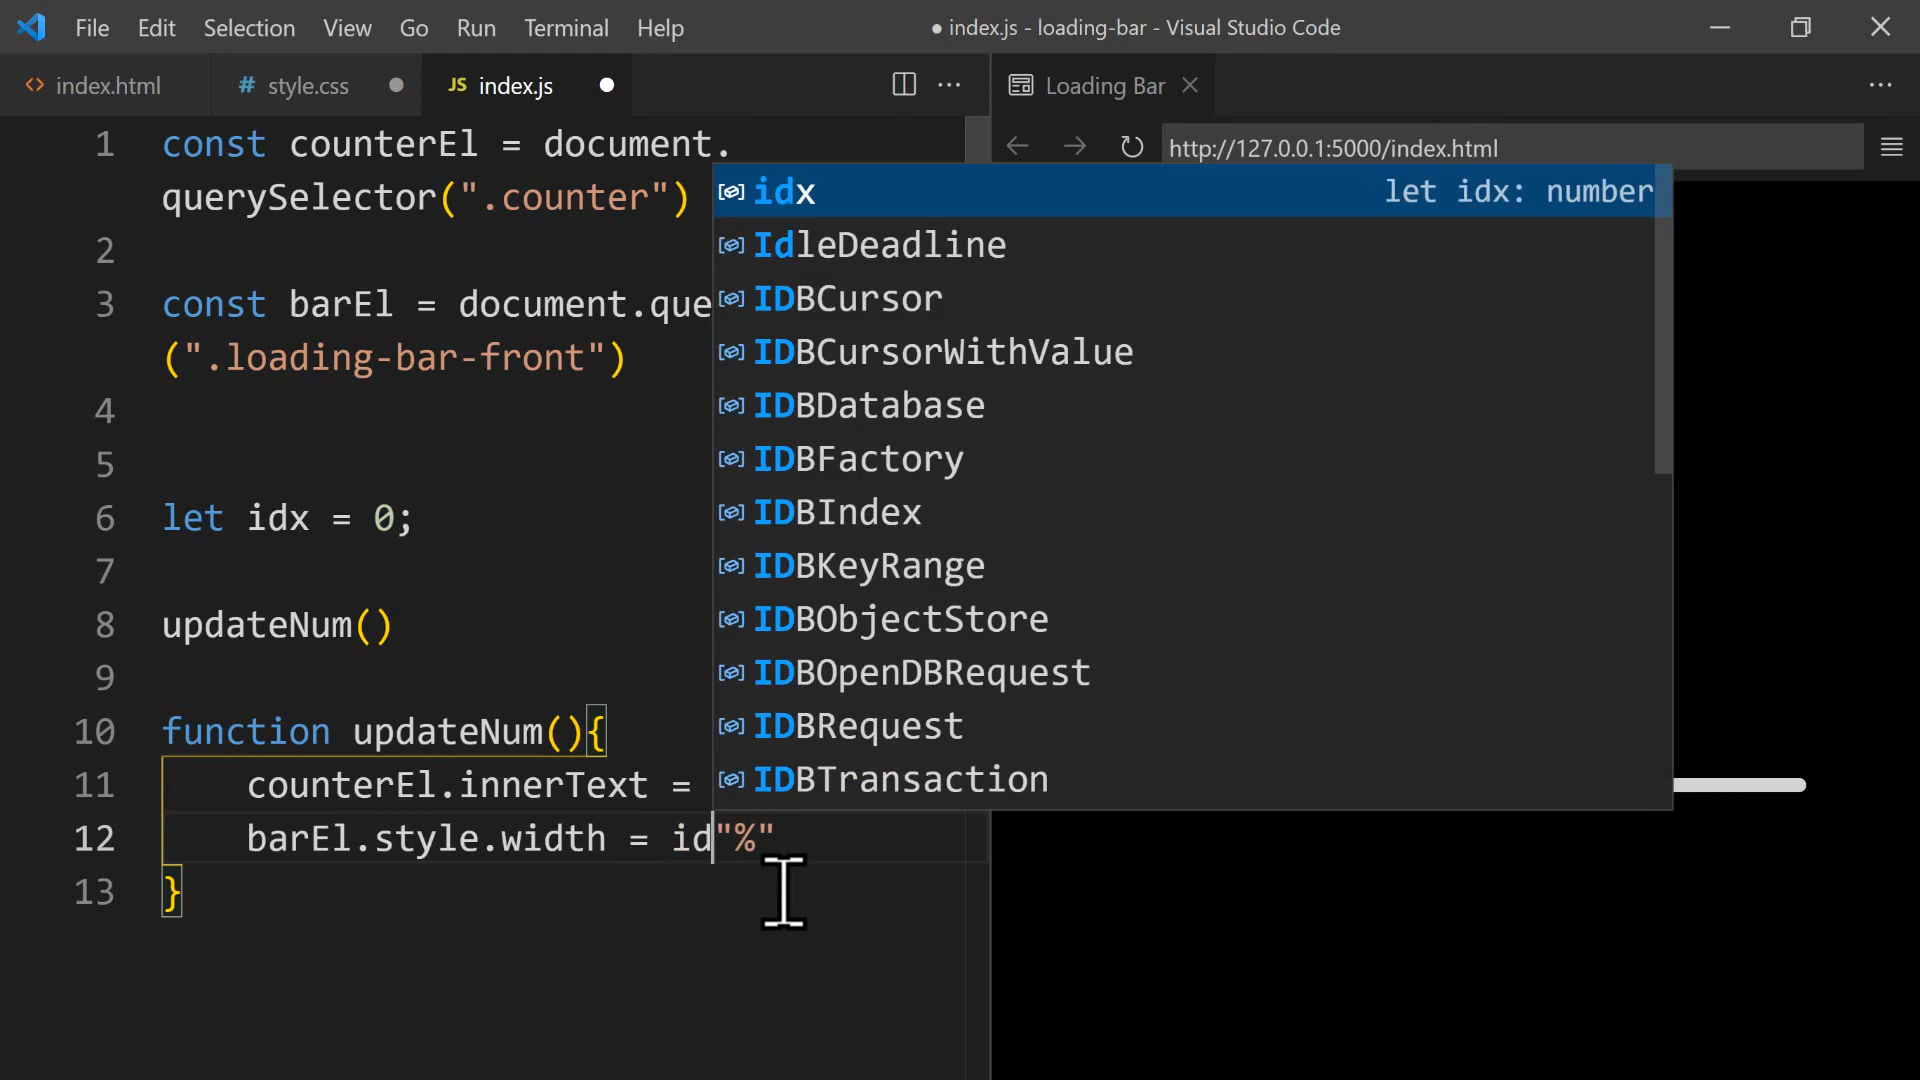 File Edit Selection View Go Run Terminal Help ● index.js - loading-bar - Visual Studio Code
<> index.html # style.css ● JS index.js ● ··· Loading Bar × ···
http://127.0.0.1:5000/index.html
1 const counterEl = document.
querySelector(".counter")
2
3 const barEl = document.que
(".loading-bar-front")
4
5
6 let idx = 0;
7
8 updateNum()
9
10 function updateNum(){
11 counterEl.innerText =
12 barEl.style.width = id"%"
13 }
idx let idx: number
IdleDeadline
IDBCursor
IDBCursorWithValue
IDBDatabase
IDBFactory
IDBIndex
IDBKeyRange
IDBObjectStore
IDBOpenDBRequest
IDBRequest
IDBTransaction